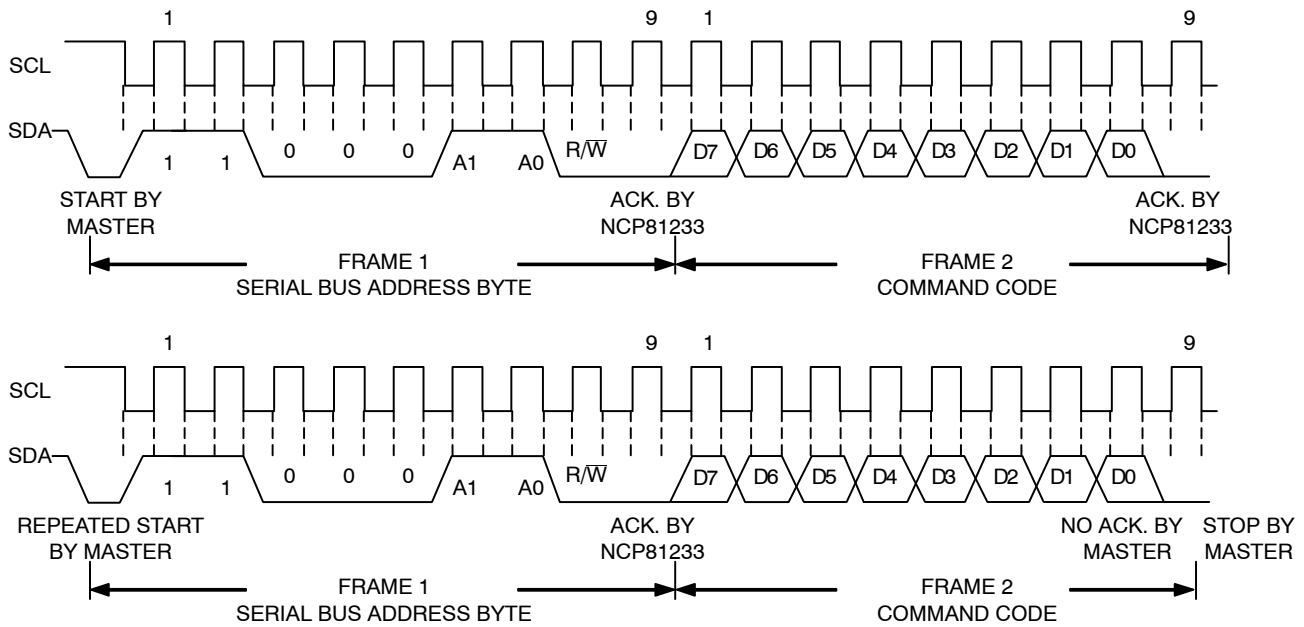 1 9 1 9
SCL
SDA
1 1 0 0 0 A1 A0 R/W̅ D7 D6 D5 D4 D3 D2 D1 D0
START BY
MASTER
ACK. BY
NCP81233
ACK. BY
NCP81233
FRAME 1
SERIAL BUS ADDRESS BYTE
FRAME 2
COMMAND CODE
1 9 1 9
SCL
SDA
1 1 0 0 0 A1 A0 R/W̅ D7 D6 D5 D4 D3 D2 D1 D0
REPEATED START
BY MASTER
ACK. BY
NCP81233
NO ACK. BY
MASTER
STOP BY
MASTER
FRAME 1
SERIAL BUS ADDRESS BYTE
FRAME 2
COMMAND CODE